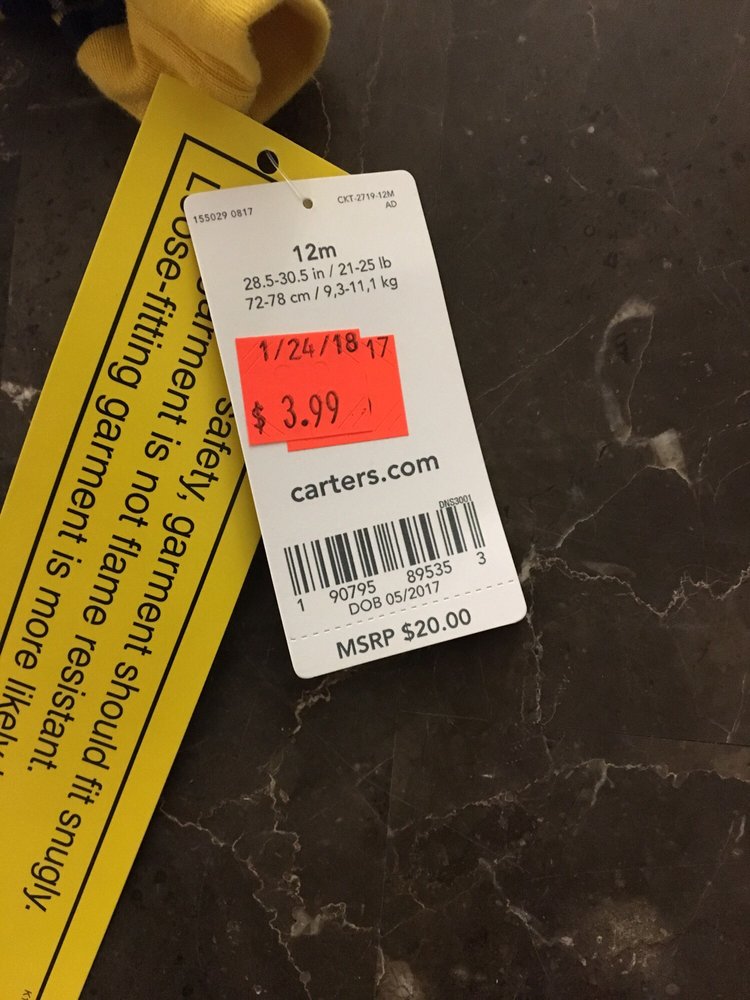 155029 0817
CKT-2719-12M
AD
12m
28.5-30.5 in / 21-25 lb
72-78 cm / 9,3-11,1 kg
1/24/18 17
$ 3.99
carters.com
DNS3001
1 90795 89535 3
DOB 05/2017
MSRP $20.00
safety, garment should fit snugly.
garment is not flame resistant.
Loose-fitting garment is more likely